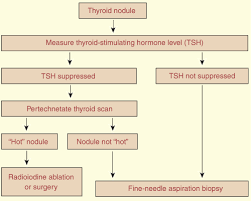 Thyroid nodule
Measure thyroid-stimulating hormone level (TSH)
TSH suppressed
TSH not suppressed
Pertechnetate thyroid scan
"Hot" nodule
Nodule not "hot"
Radioiodine ablation
or surgery
Fine-needle aspiration biopsy